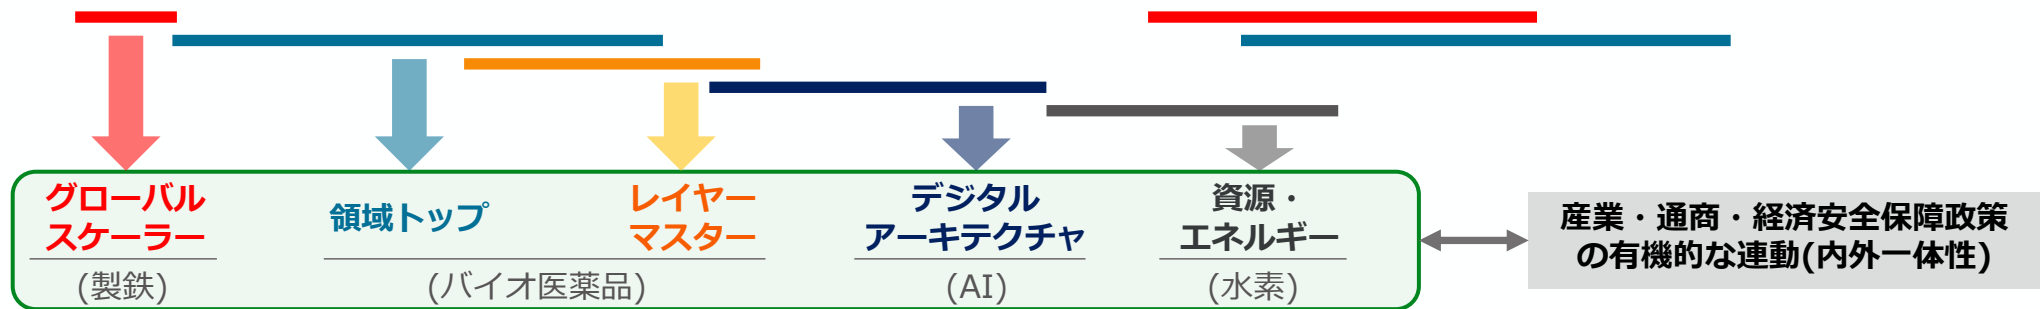 グローバル
スケーラー
領域トップ
レイヤー
マスター
デジタル
アーキテクチャ
資源・
エネルギー
(製鉄)
(バイオ医薬品)
(AI)
(水素)
産業・通商・経済安全保障政策
の有機的な連動(内外一体性)